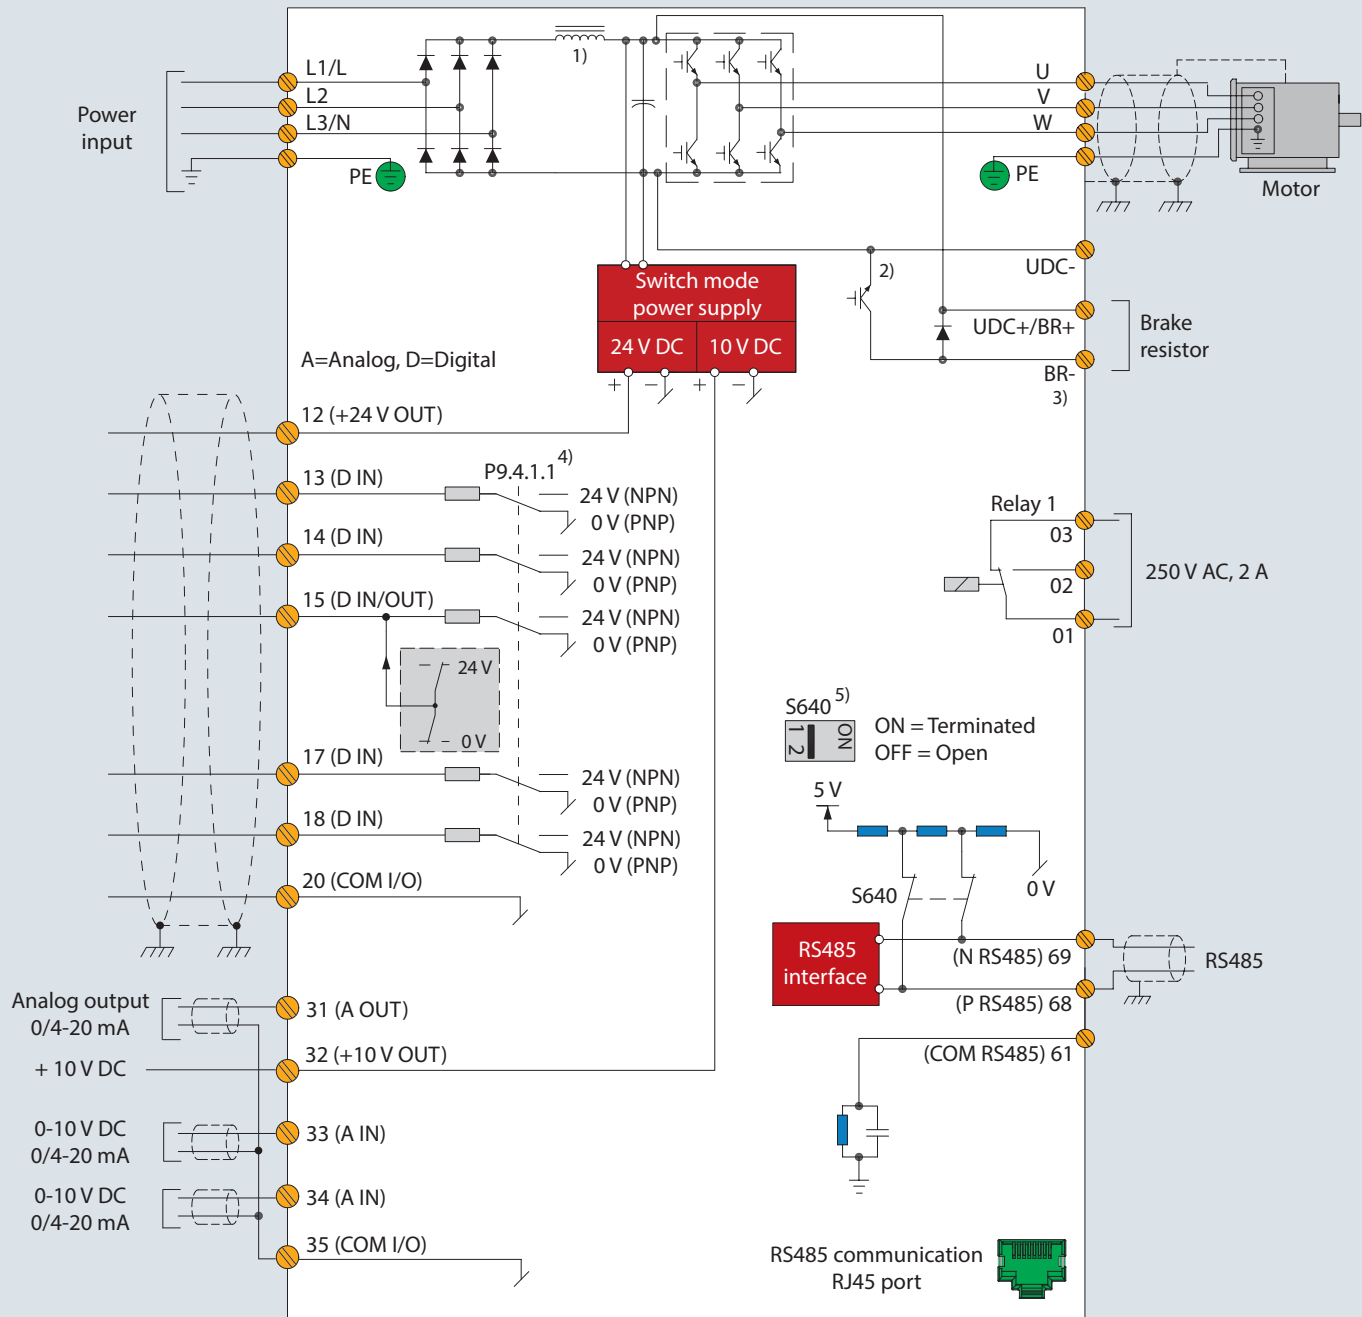 Power
input
L1/L
L2
L3/N
PE
1)
U
V
W
PE
Motor
UDC-
2)
UDC+/BR+
BR-
3)
Brake
resistor
Switch mode
power supply
24 V DC
10 V DC
+
−
+
−
A=Analog, D=Digital
12 (+24 V OUT)
13 (D IN)
P9.4.1.1 4)
24 V (NPN)
0 V (PNP)
14 (D IN)
24 V (NPN)
0 V (PNP)
15 (D IN/OUT)
24 V (NPN)
0 V (PNP)
24 V
0 V
17 (D IN)
24 V (NPN)
0 V (PNP)
18 (D IN)
24 V (NPN)
0 V (PNP)
20 (COM I/O)
Relay 1
03
02
01
250 V AC, 2 A
S640 5)
1 2 ON
ON = Terminated
OFF = Open
5 V
0 V
S640
RS485
interface
(N RS485) 69
(P RS485) 68
RS485
(COM RS485) 61
Analog output
0/4-20 mA
31 (A OUT)
+ 10 V DC
32 (+10 V OUT)
0-10 V DC
0/4-20 mA
33 (A IN)
0-10 V DC
0/4-20 mA
34 (A IN)
35 (COM I/O)
RS485 communication
RJ45 port